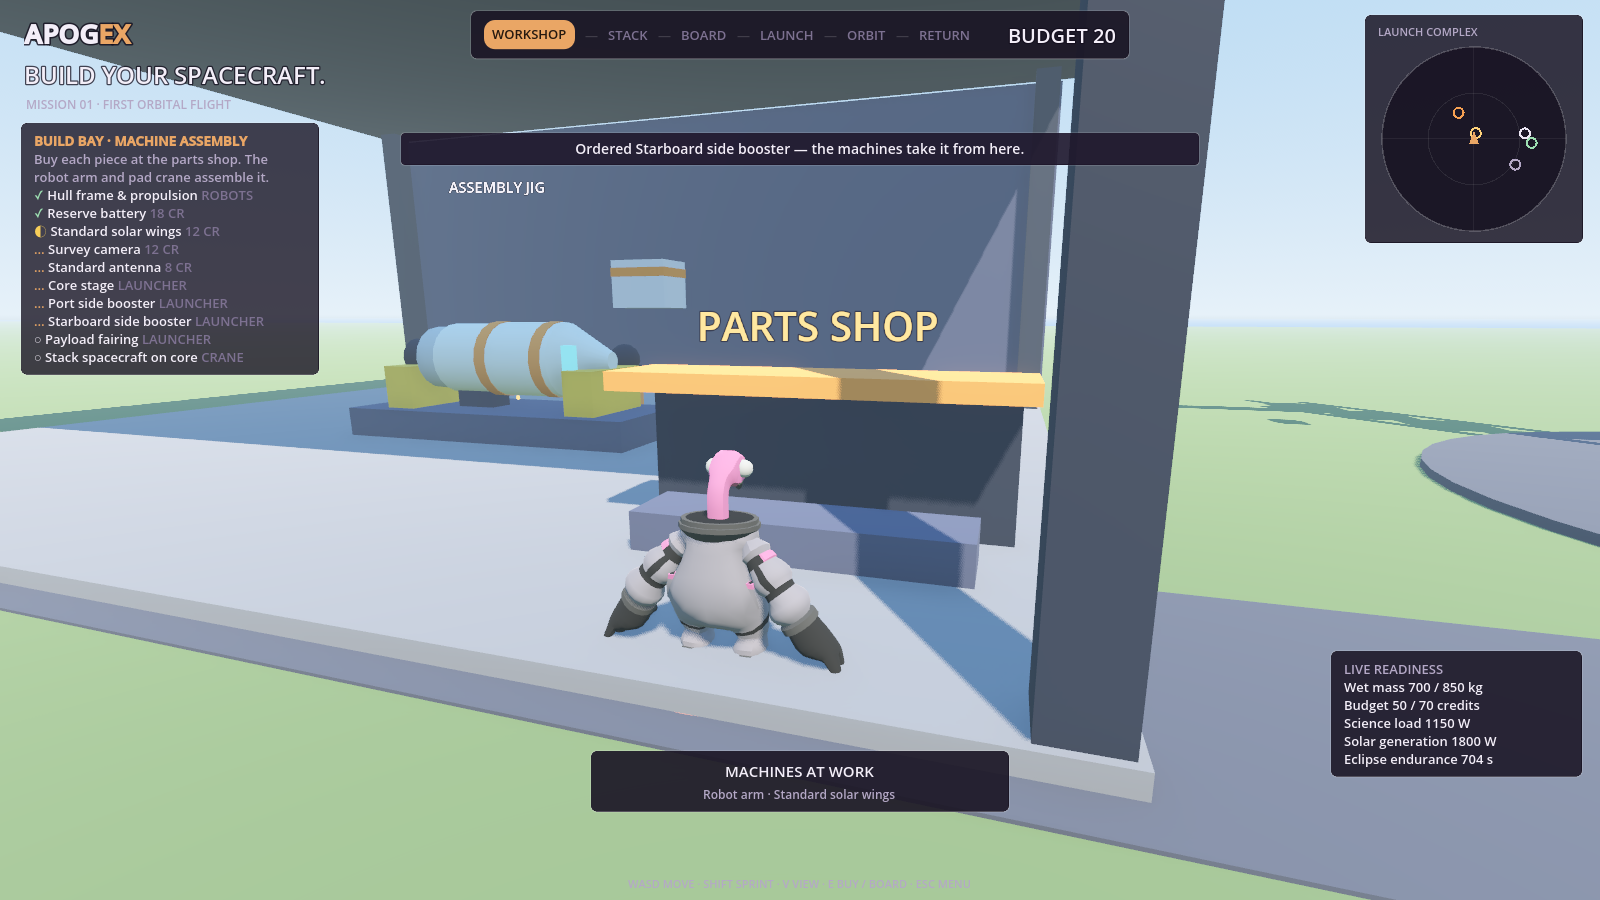 APOGEX
BUILD YOUR SPACECRAFT.
MISSION 01 · FIRST ORBITAL FLIGHT
WORKSHOP — STACK — BOARD — LAUNCH — ORBIT — RETURN BUDGET 20
LAUNCH COMPLEX
BUILD BAY · MACHINE ASSEMBLY
Buy each piece at the parts shop. The
robot arm and pad crane assemble it.
✓ Hull frame & propulsion ROBOTS
✓ Reserve battery 18 CR
◐ Standard solar wings 12 CR
... Survey camera 12 CR
... Standard antenna 8 CR
... Core stage LAUNCHER
... Port side booster LAUNCHER
... Starboard side booster LAUNCHER
○ Payload fairing LAUNCHER
○ Stack spacecraft on core CRANE
Ordered Starboard side booster — the machines take it from here.
ASSEMBLY JIG
PARTS SHOP
LIVE READINESS
Wet mass 700 / 850 kg
Budget 50 / 70 credits
Science load 1150 W
Solar generation 1800 W
Eclipse endurance 704 s
MACHINES AT WORK
Robot arm · Standard solar wings
WASD MOVE · SHIFT SPRINT · V VIEW · E BUY / BOARD · ESC MENU